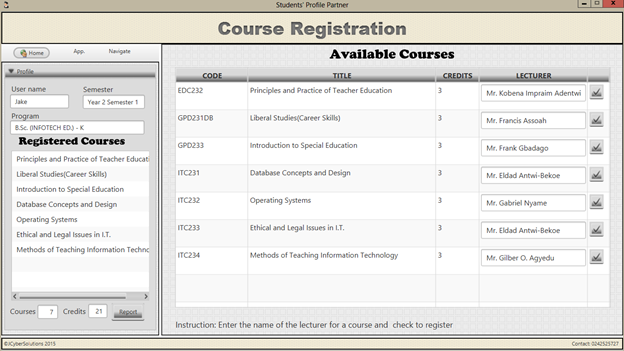 Students' Profile Partner
Course Registration
Home App. Navigate
Profile
User name Semester
Jake Year 2 Semester 1
Program
B.Sc. (INFOTECH ED.) - K
Registered Courses
Principles and Practice of Teacher Educati
Liberal Studies(Career Skills)
Introduction to Special Education
Database Concepts and Design
Operating Systems
Ethical and Legal Issues in I.T.
Methods of Teaching Information Techno
Courses 7 Credits 21 Report
Available Courses
CODE TITLE CREDITS LECTURER
EDC232 Principles and Practice of Teacher Education 3 Mr. Kobena Impraim Adentwi
GPD231DB Liberal Studies(Career Skills) 3 Mr. Francis Assoah
GPD233 Introduction to Special Education 3 Mr. Frank Gbadago
ITC231 Database Concepts and Design 3 Mr. Eldad Antwi-Bekoe
ITC232 Operating Systems 3 Mr. Gabriel Nyame
ITC233 Ethical and Legal Issues in I.T. 3 Mr. Eldad Antwi-Bekoe
ITC234 Methods of Teaching Information Technology 3 Mr. Gilber O. Agyedu
Instruction: Enter the name of the lecturer for a course and check to register
©JCyberSolutions 2015 Contact: 0242523727